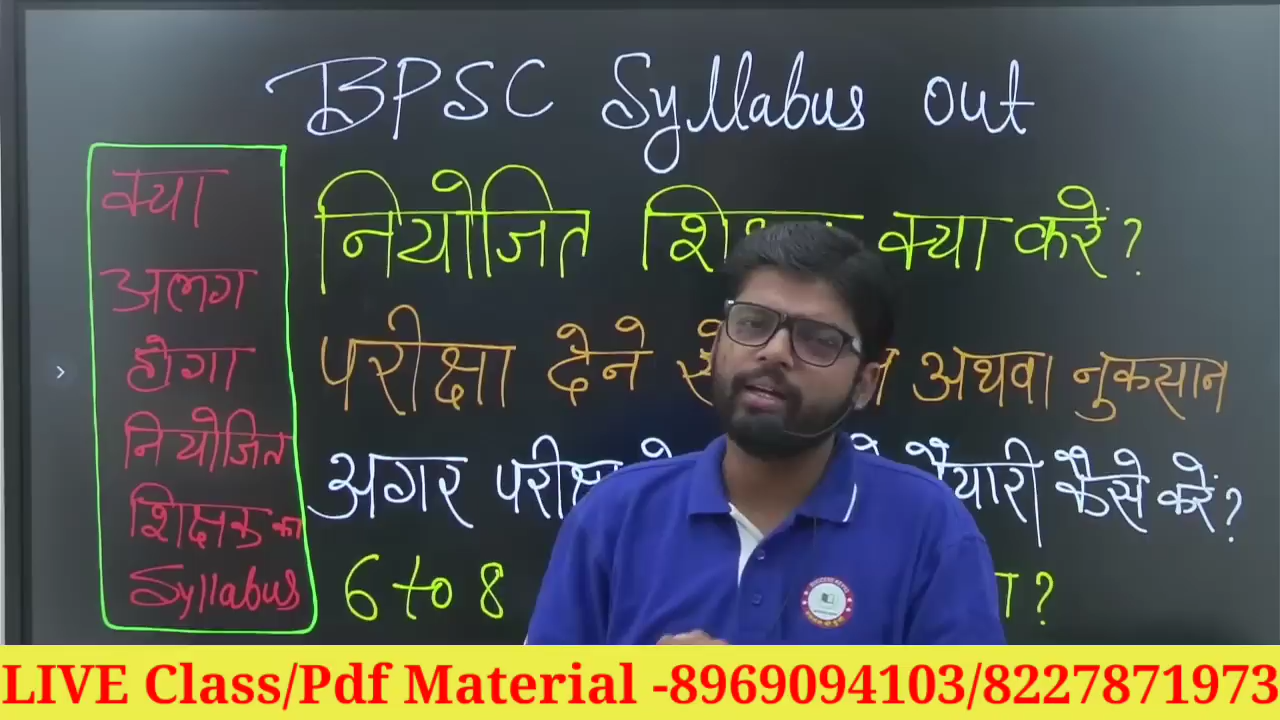 BPSC Syllabus out
क्या
अलग
होगा
नियोजित
शिक्षक का
Syllabus
नियोजित क्या करें?
परीक्षा देने अथवा नुकसान
अगर तैयारी कैसे करें?
6 to 8
LIVE Class/Pdf Material -8969094103/8227871973